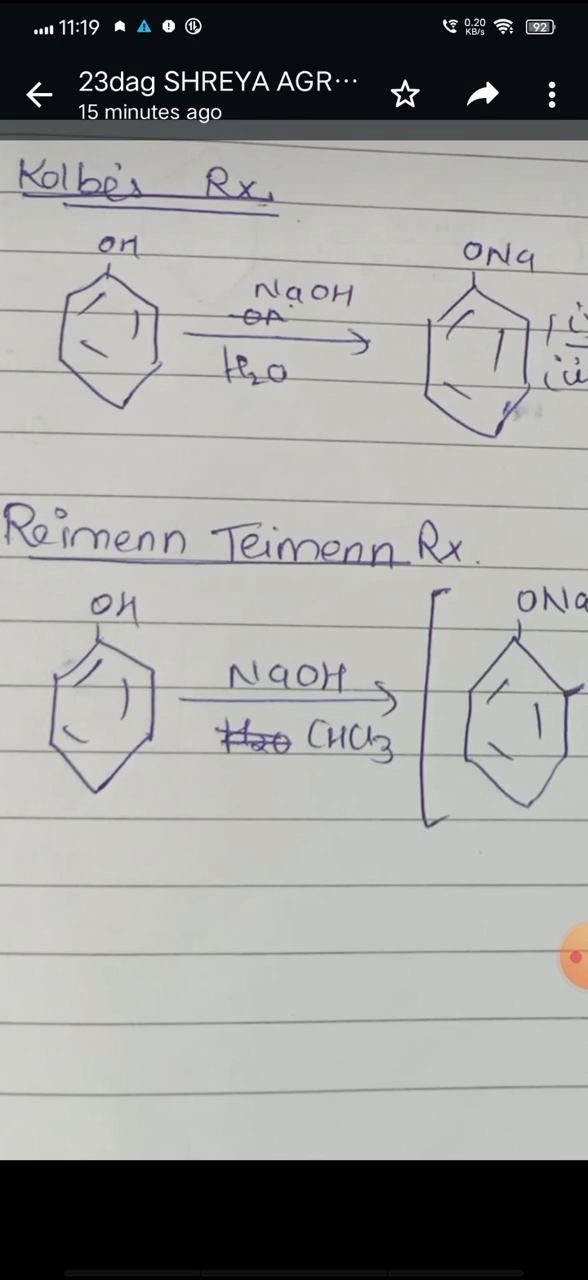 11:19
0.20 KB/s
92
23dag SHREYA AGR...
15 minutes ago
Kolbe's Rx.
OH
NaOH
H2O
ONa
(i
(ii
Reimenn Teimenn Rx.
OH
NaOH
CHCl3
ONa